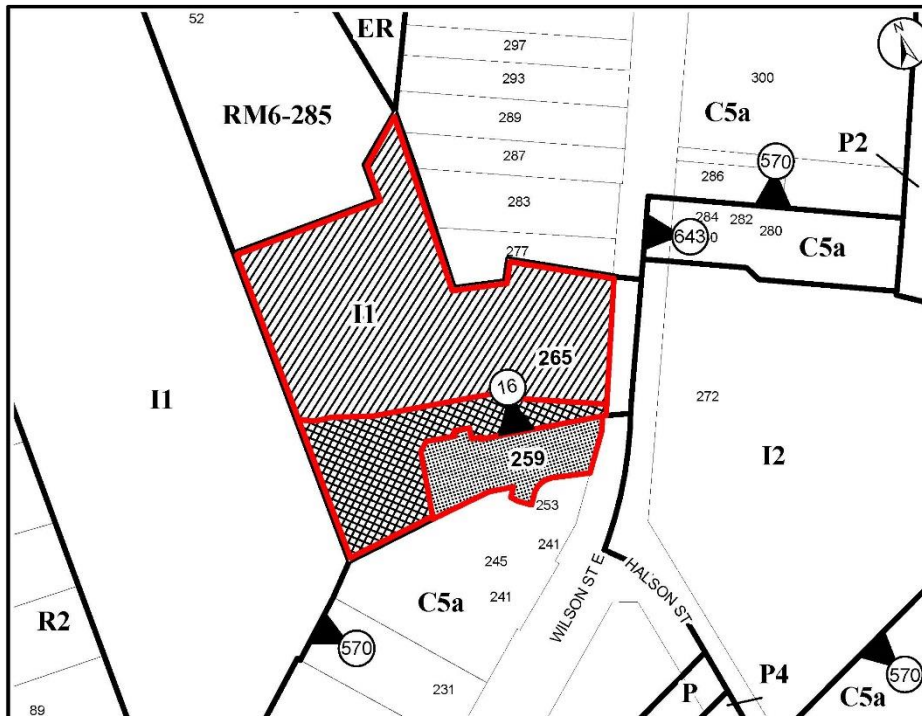 52
ER
297
293
289
287
283
277
RM6-285
300
C5a
P2
570
286
284
282
280
643
C5a
N
I1
265
16
259
I1
272
I2
253
241
245
241
C5a
WILSON ST E
HALSON ST
R2
570
231
89
P
P4
C5a
570